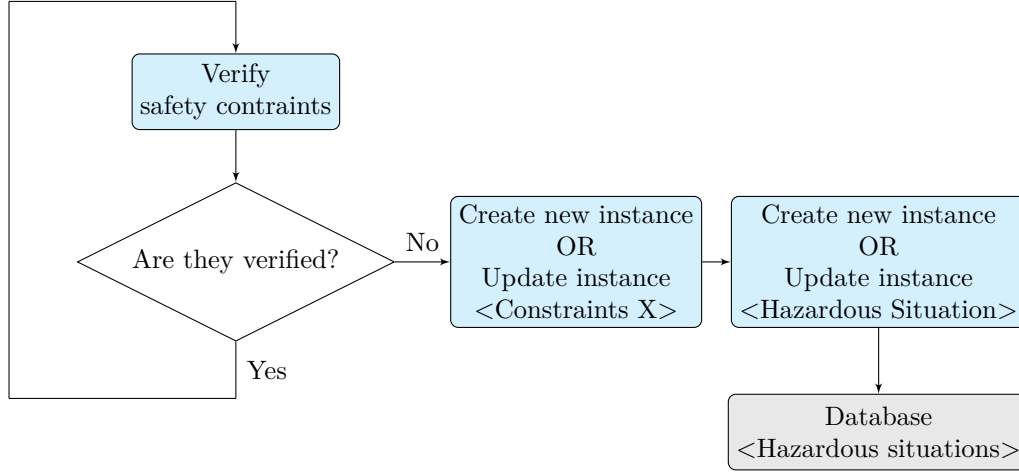 Verify
safety contraints
Are they verified?
No
Create new instance
OR
Update instance
<Constraints X>
Create new instance
OR
Update instance
<Hazardous Situation>
Yes
Database
<Hazardous situations>